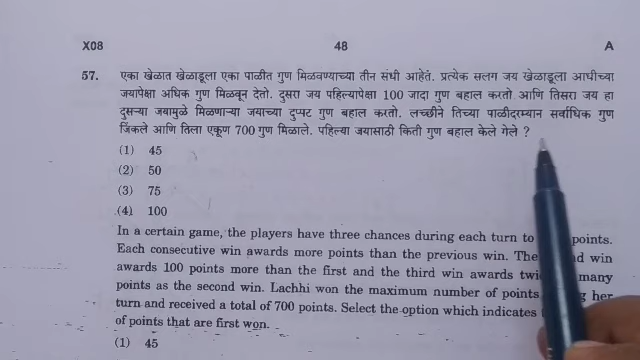 X08 48 A
57. एका खेळात खेळाडूला एका पाळीत गुण मिळवण्याच्या तीन संधी आहेतं. प्रत्येक सलग जय खेळाडूला आधीच्या
जयापेक्षा अधिक गुण मिळवून देतो. दुसरा जय पहिल्यापेक्षा 100 जादा गुण बहाल करतो आणि तिसरा जय हा
दुसऱ्या जयामुळे मिळणाऱ्या जयाच्या दुप्पट गुण बहाल करतो. लच्छीने तिच्या पाळीदरम्यान सर्वाधिक गुण
जिंकले आणि तिला एकूण 700 गुण मिळाले. पहिल्या जयासाठी किती गुण बहाल केले गेले ?
(1) 45
(2) 50
(3) 75
(4) 100
In a certain game, the players have three chances during each turn to points.
Each consecutive win awards more points than the previous win. The win
awards 100 points more than the first and the third win awards many
points as the second win. Lachhi won the maximum number of points her
turn and received a total of 700 points. Select the option which indicates
of points that are first won.
(1) 45